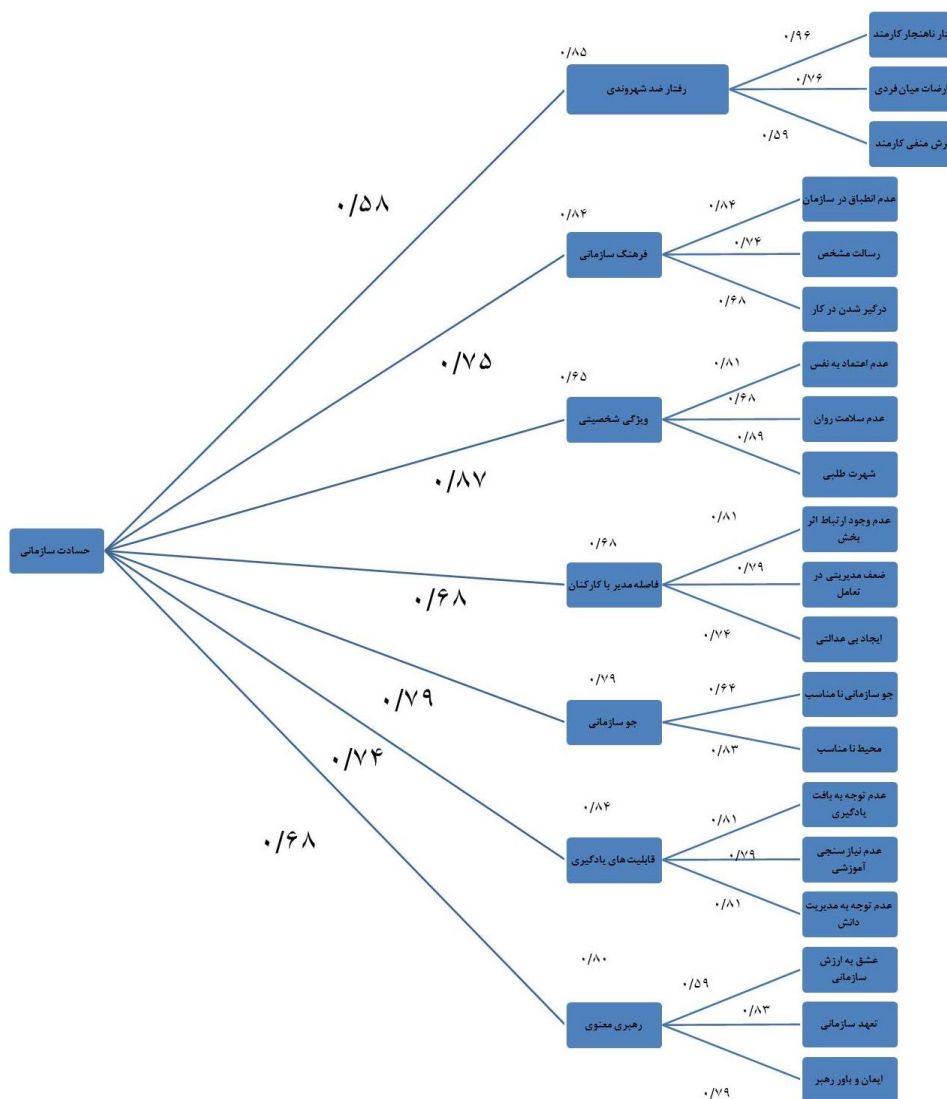 ۰/۸۵
۰/۹۶
رفتار ضد شهروندی
۰/۷۶
۰/۵۹
کارمند
میان فردی
منفی کارمند
ناهنجار
۰/۵۸
۰/۸۴
فرهنگ سازمانی
۰/۸۴
عدم انطباق در سازمان
۰/۷۴
رسالت مشخص
۰/۶۸
درگیر شدن در کار
۰/۷۵
۰/۶۵
ویژگی شخصیتی
۰/۸۱
عدم اعتماد به نفس
۰/۶۸
عدم سلامت روان
۰/۸۹
شهرت طلبی
۰/۸۷
حسادت سازمانی
۰/۶۸
فاصله مدیر با کارکنان
۰/۸۱
عدم وجود ارتباط اثر
بخش
۰/۷۹
ضعف مدیریتی در
تعامل
۰/۷۴
ایجاد بی عدالتی
۰/۶۸
۰/۷۹
جو سازمانی
۰/۶۴
جو سازمانی نا مناسب
۰/۸۳
محیط نا مناسب
۰/۷۹
۰/۸۴
قابلیت های یادگیری
۰/۸۱
عدم توجه به بافت
یادگیری
۰/۷۹
عدم نیاز سنجی
آموزشی
۰/۸۱
عدم توجه به مدیریت
دانش
۰/۷۴
۰/۸۰
رهبری معنوی
۰/۵۹
عشق به ارزش
سازمانی
۰/۸۳
تعهد سازمانی
۰/۷۹
ایمان و باور رهبر
۰/۶۸